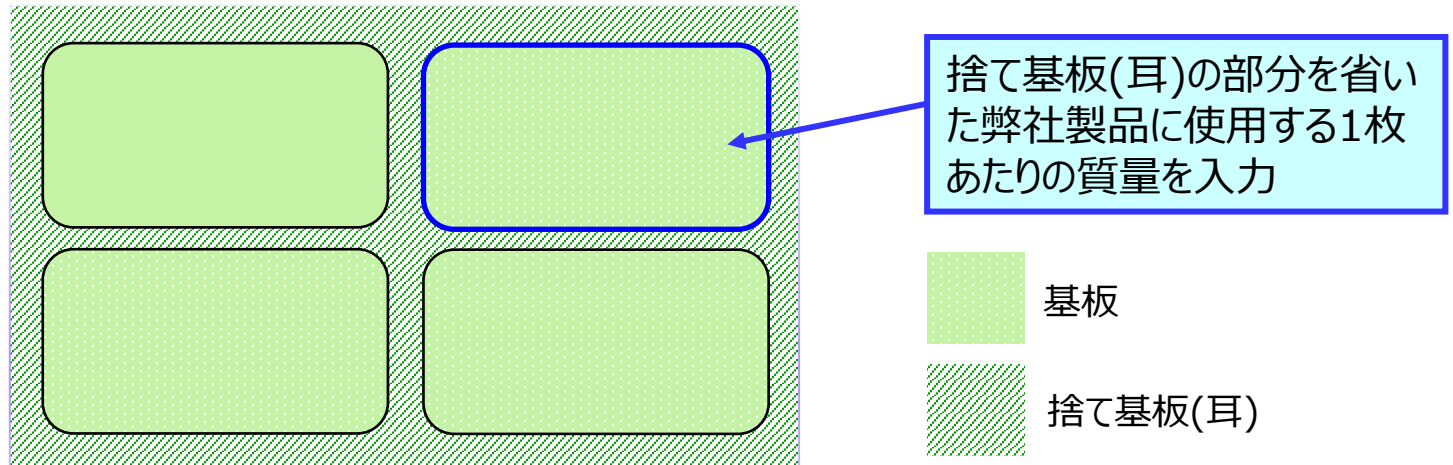 捨て基板(耳)の部分を省い
た弊社製品に使用する1枚
あたりの質量を入力
基板
捨て基板(耳)